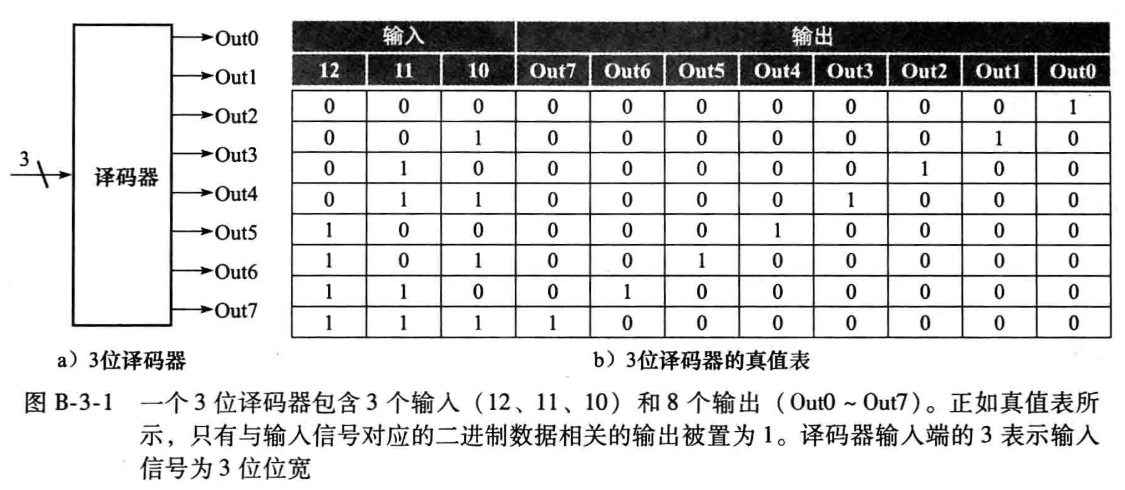 Out0
Out1
Out2
Out3
Out4
Out5
Out6
Out7
3
译码器
a）3位译码器
输入 输出
12 11 10 Out7 Out6 Out5 Out4 Out3 Out2 Out1 Out0
0 0 0 0 0 0 0 0 0 0 1
0 0 1 0 0 0 0 0 0 1 0
0 1 0 0 0 0 0 0 1 0 0
0 1 1 0 0 0 0 1 0 0 0
1 0 0 0 0 0 1 0 0 0 0
1 0 1 0 0 1 0 0 0 0 0
1 1 0 0 1 0 0 0 0 0 0
1 1 1 1 0 0 0 0 0 0 0
b）3位译码器的真值表
图 B-3-1 一个 3 位译码器包含 3 个输入（12、11、10）和 8 个输出（Out0 ~ Out7）。正如真值表所
示，只有与输入信号对应的二进制数据相关的输出被置为 1。译码器输入端的 3 表示输入
信号为 3 位位宽